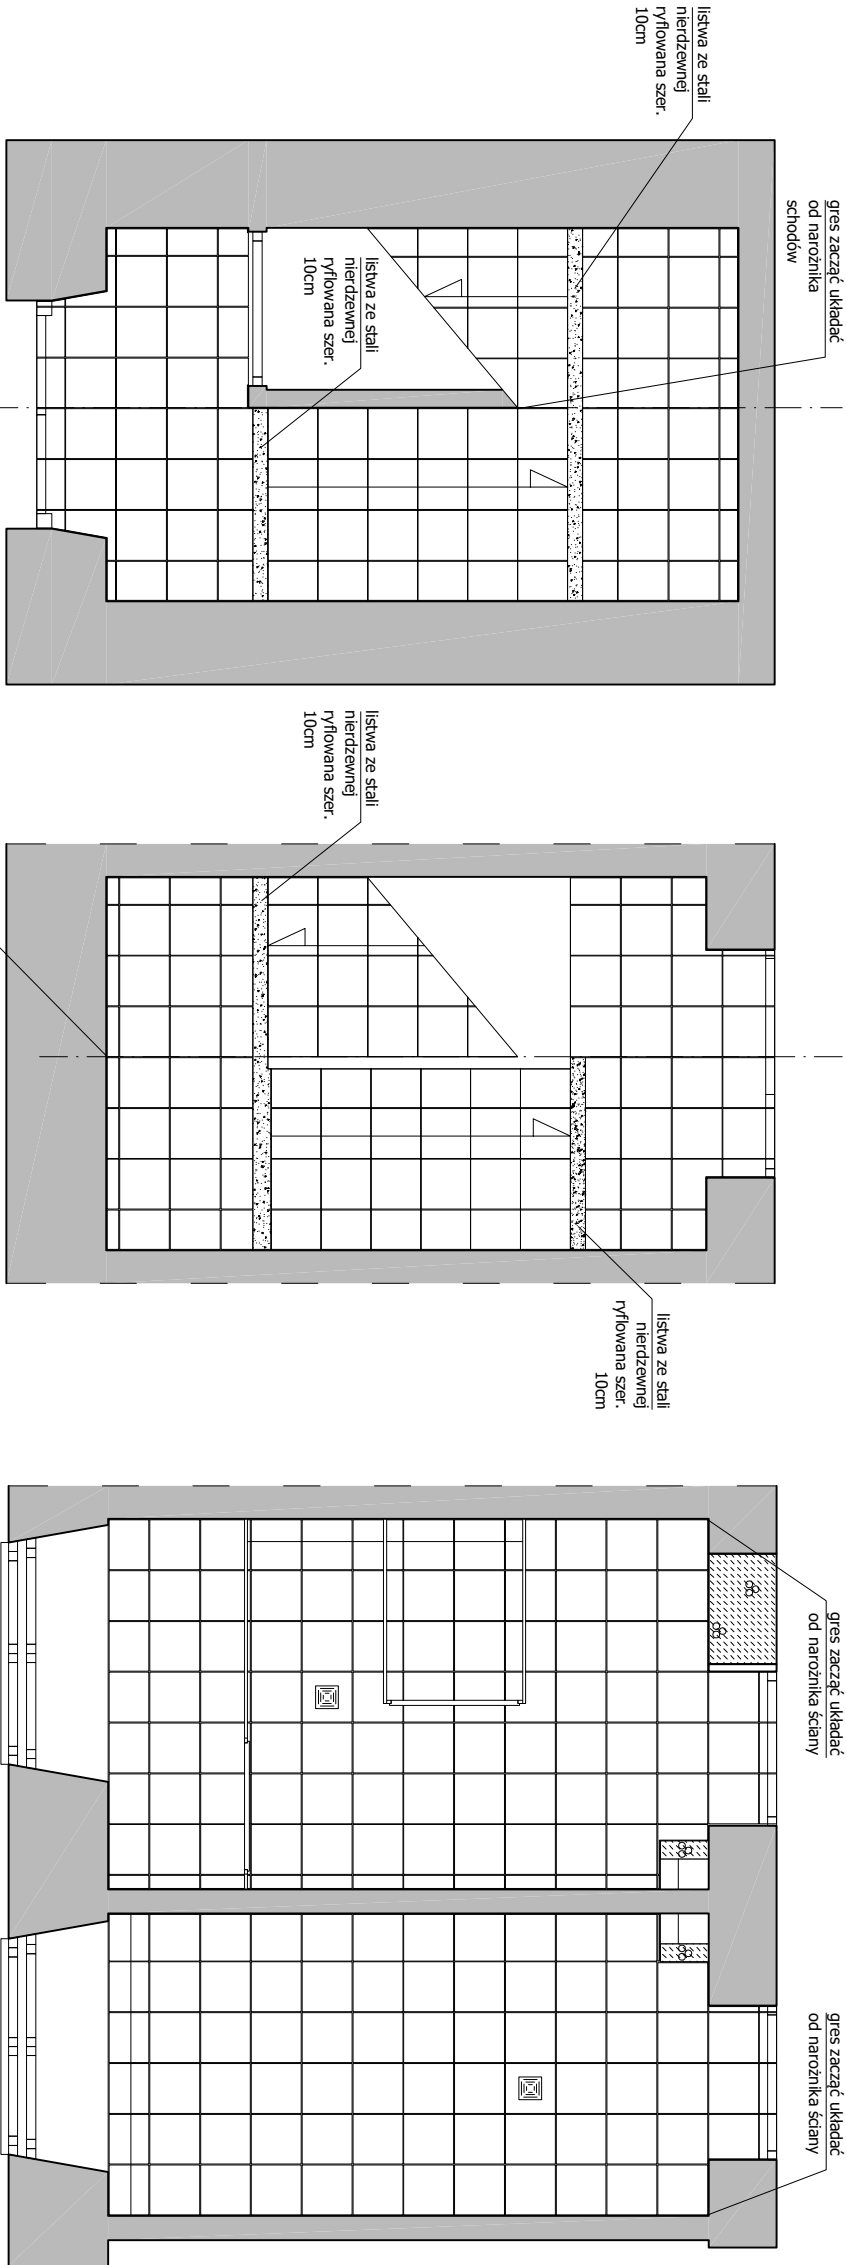 listwa ze stali
nierdzewnej
ryflowana szer.
10cm
gres zacząć układać
od narożnika
schodów
listwa ze stali
nierdzewnej
ryflowana szer.
10cm
listwa ze stali
nierdzewnej
ryflowana szer.
10cm
listwa ze stali
nierdzewnej
ryflowana szer.
10cm
gres zacząć układać
od narożnika ściany
gres zacząć układać
od narożnika ściany